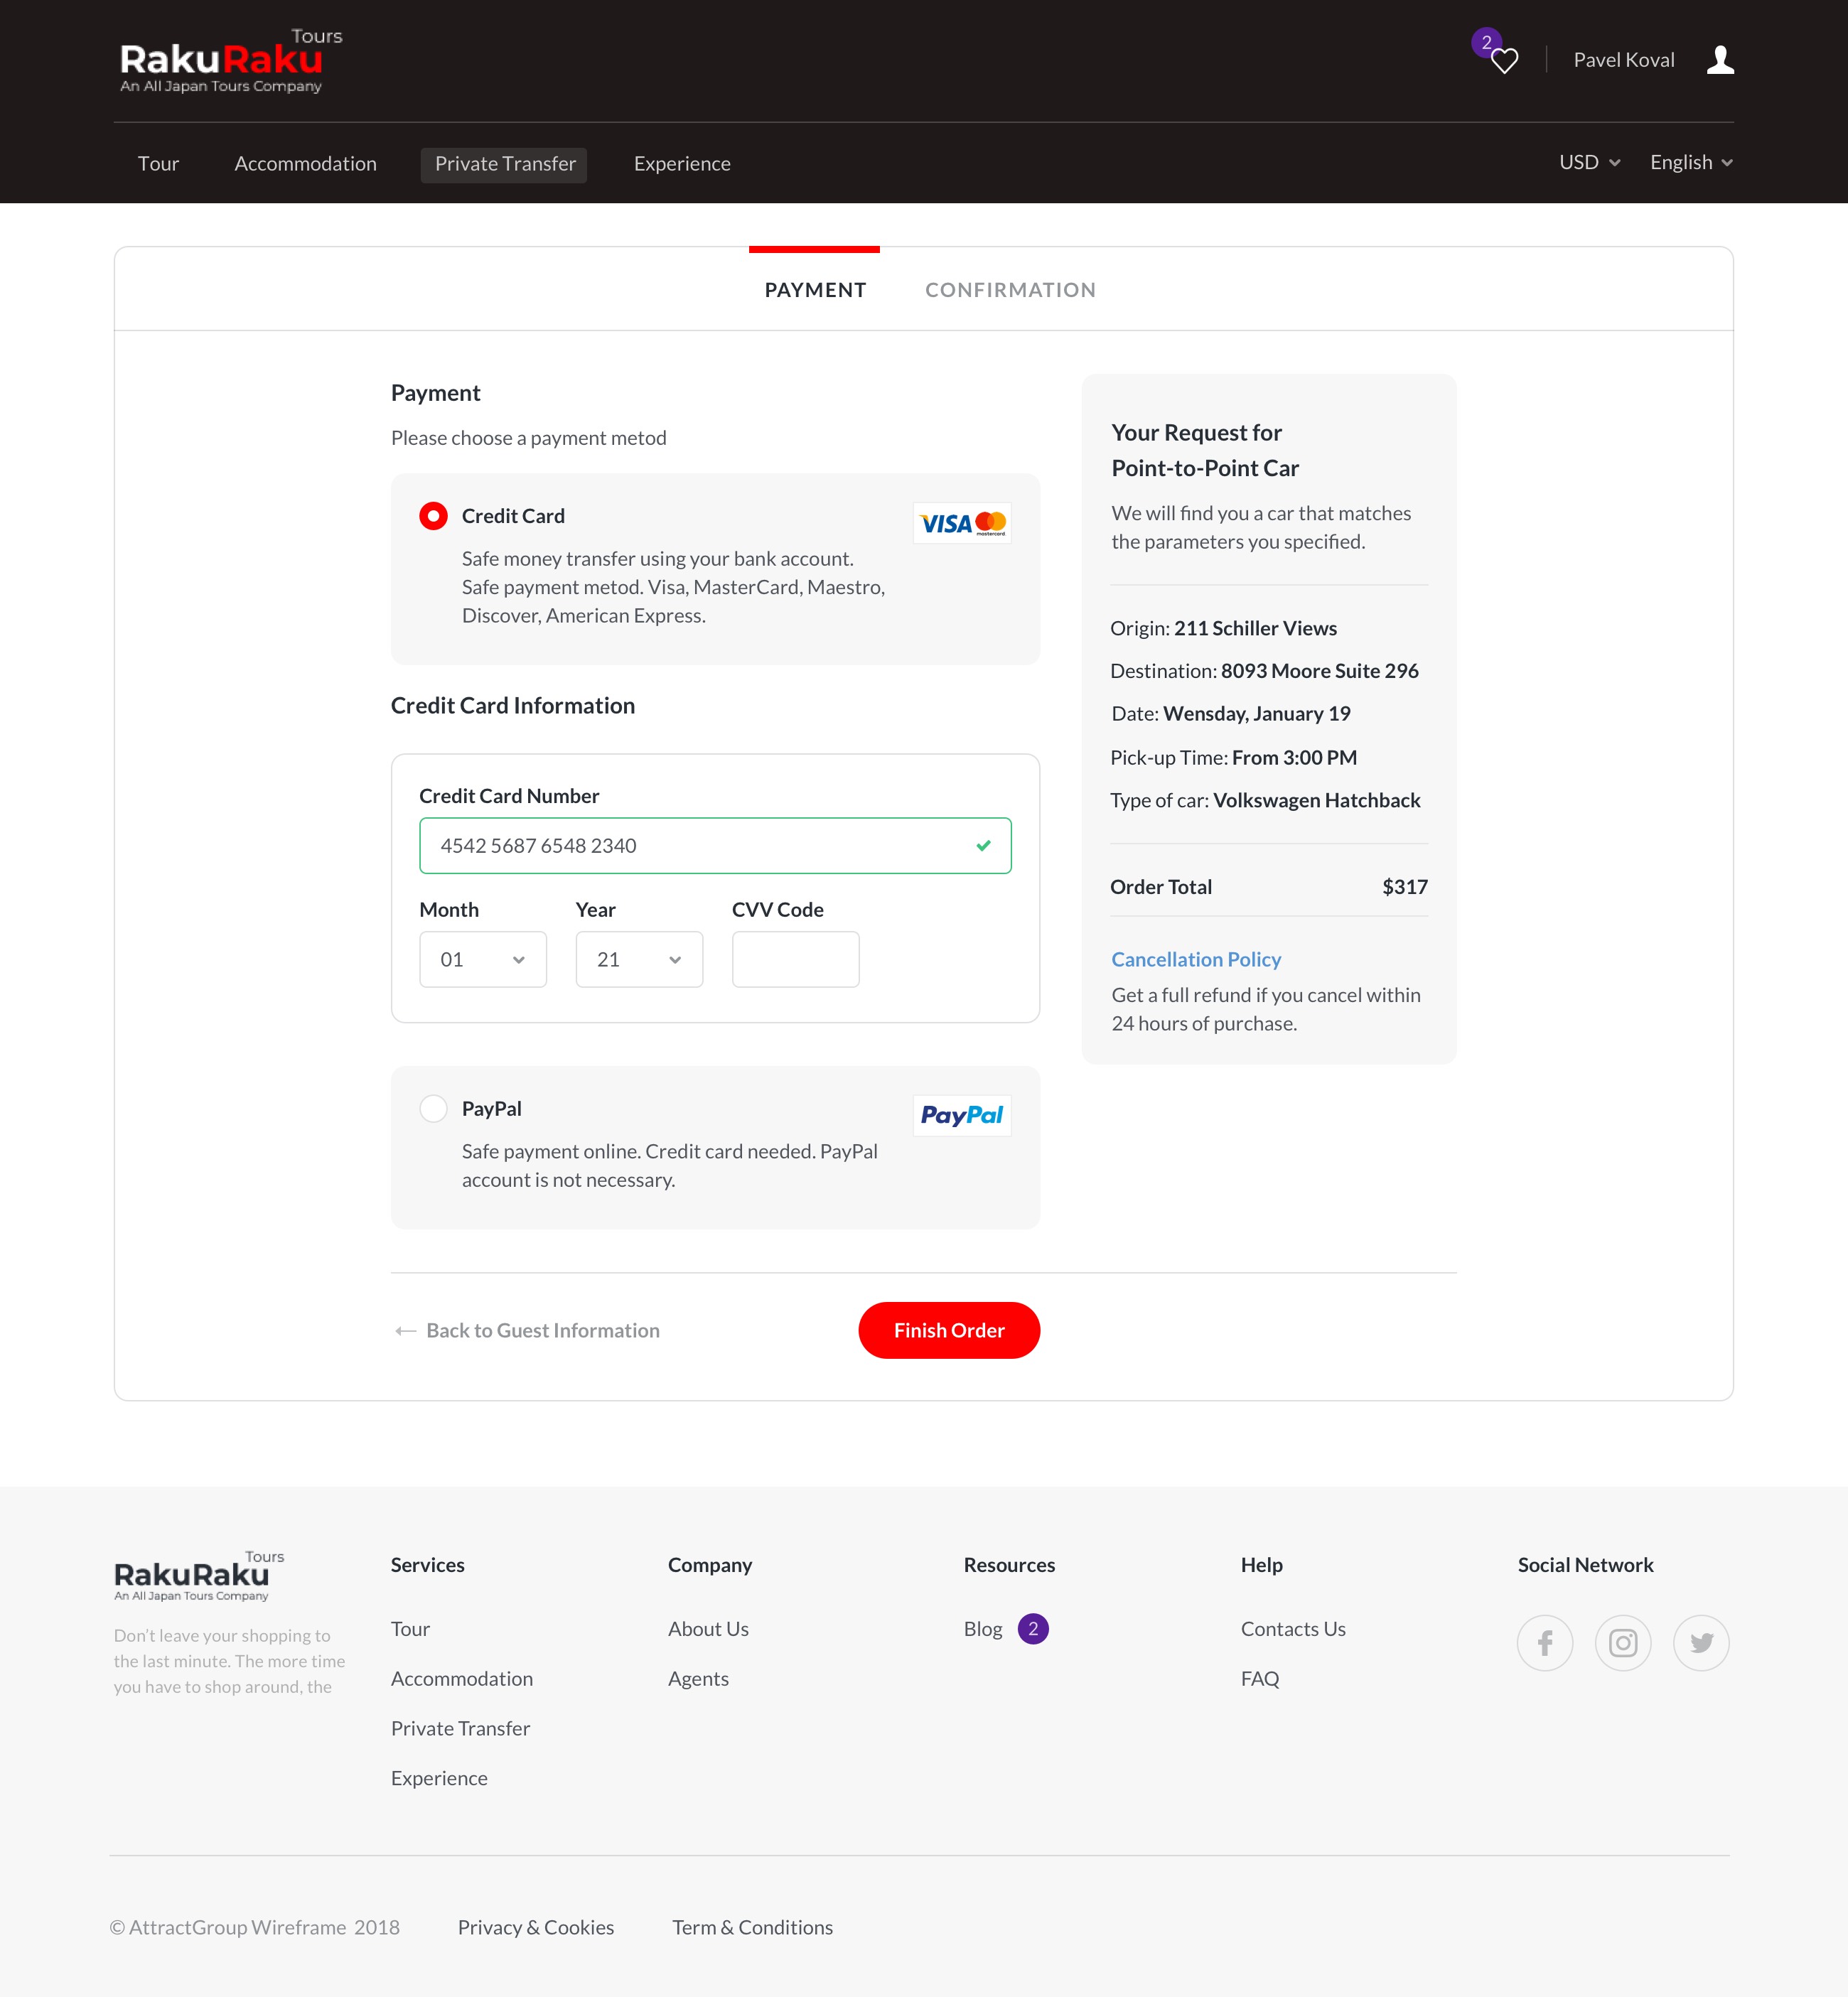 Tours
RakuRaku
An All Japan Tours Company
2
Pavel Koval
Tour
Accommodation
Private Transfer
Experience
USD
English
PAYMENT
CONFIRMATION
Payment
Please choose a payment metod
Credit Card
VISA
mastercard
Safe money transfer using your bank account.
Safe payment metod. Visa, MasterCard, Maestro,
Discover, American Express.
Credit Card Information
Credit Card Number
4542 5687 6548 2340
Month
Year
CVV Code
01
21
PayPal
PayPal
Safe payment online. Credit card needed. PayPal
account is not necessary.
Your Request for
Point-to-Point Car
We will find you a car that matches
the parameters you specified.
Origin: 211 Schiller Views
Destination: 8093 Moore Suite 296
Date: Wensday, January 19
Pick-up Time: From 3:00 PM
Type of car: Volkswagen Hatchback
Order Total $317
Cancellation Policy
Get a full refund if you cancel within
24 hours of purchase.
Back to Guest Information
Finish Order
Tours
RakuRaku
An All Japan Tours Company
Don't leave your shopping to
the last minute. The more time
you have to shop around, the
Services
Tour
Accommodation
Private Transfer
Experience
Company
About Us
Agents
Resources
Blog 2
Help
Contacts Us
FAQ
Social Network
© AttractGroup Wireframe 2018
Privacy & Cookies
Term & Conditions